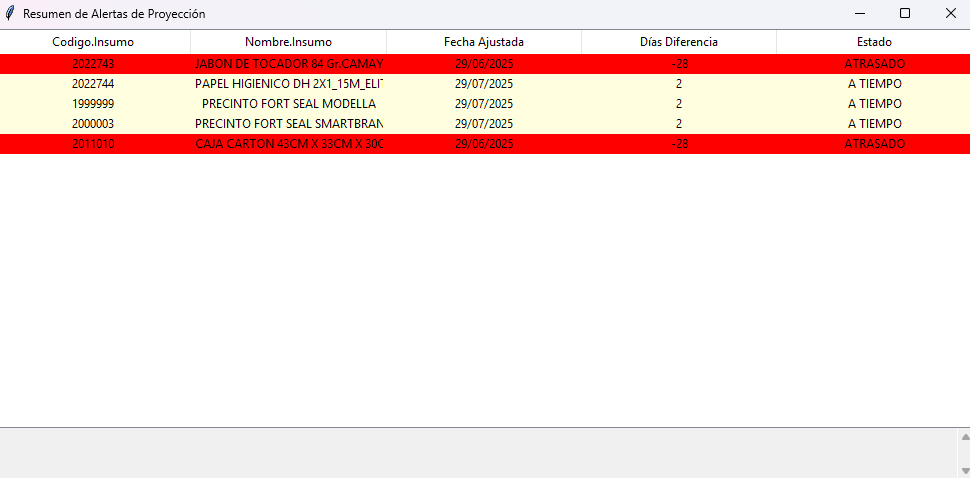 Resumen de Alertas de Proyección
Codigo.Insumo Nombre.Insumo Fecha Ajustada Días Diferencia Estado
2022743 JABON DE TOCADOR 84 Gr.CAMAY 29/06/2025 -28 ATRASADO
2022744 PAPEL HIGIENICO DH 2X1_15M_ELIT 29/07/2025 2 A TIEMPO
1999999 PRECINTO FORT SEAL MODELLA 29/07/2025 2 A TIEMPO
2000003 PRECINTO FORT SEAL SMARTBRAN 29/07/2025 2 A TIEMPO
2011010 CAJA CARTON 43CM X 33CM X 30C 29/06/2025 -28 ATRASADO